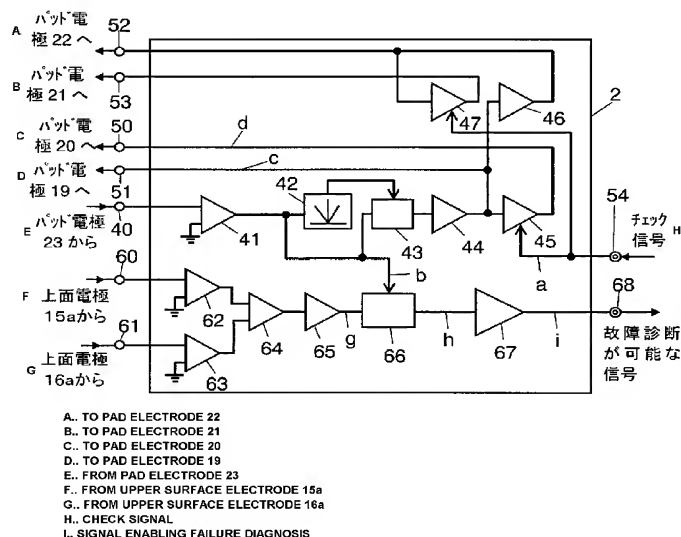 A パッド電
極 22 へ
52
B パッド電
極 21 へ
53
C パッド電
極 20 へ
50
D パッド電
極 19 へ
51
40
E パッド電極
23 から
60
F 上面電極
15aから
61
G 上面電極
16aから
2
47
46
d
c
42
41
43
44
45
54
チェック
信号
H
a
b
62
63
64
65
g
66
h
67
i
68
故障診断
が可能な
信号
A.. TO PAD ELECTRODE 22
B.. TO PAD ELECTRODE 21
C.. TO PAD ELECTRODE 20
D.. TO PAD ELECTRODE 19
E.. FROM PAD ELECTRODE 23
F.. FROM UPPER SURFACE ELECTRODE 15a
G.. FROM UPPER SURFACE ELECTRODE 16a
H.. CHECK SIGNAL
I.. SIGNAL ENABLING FAILURE DIAGNOSIS